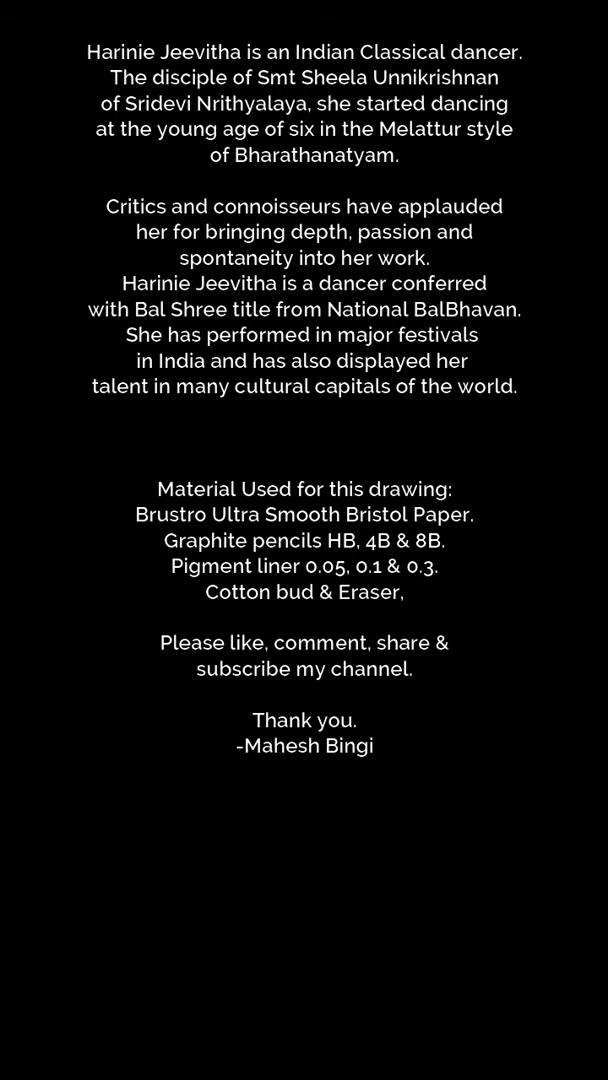 Harinie Jeevitha is an Indian Classical dancer.
The disciple of Smt Sheela Unnikrishnan
of Sridevi Nrithyalaya, she started dancing
at the young age of six in the Melattur style
of Bharathanatyam.
Critics and connoisseurs have applauded
her for bringing depth, passion and
spontaneity into her work.
Harinie Jeevitha is a dancer conferred
with Bal Shree title from National BalBhavan.
She has performed in major festivals
in India and has also displayed her
talent in many cultural capitals of the world.
Material Used for this drawing:
Brustro Ultra Smooth Bristol Paper.
Graphite pencils HB, 4B & 8B.
Pigment liner 0.05, 0.1 & 0.3.
Cotton bud & Eraser,
Please like, comment, share &
subscribe my channel.
Thank you.
-Mahesh Bingi